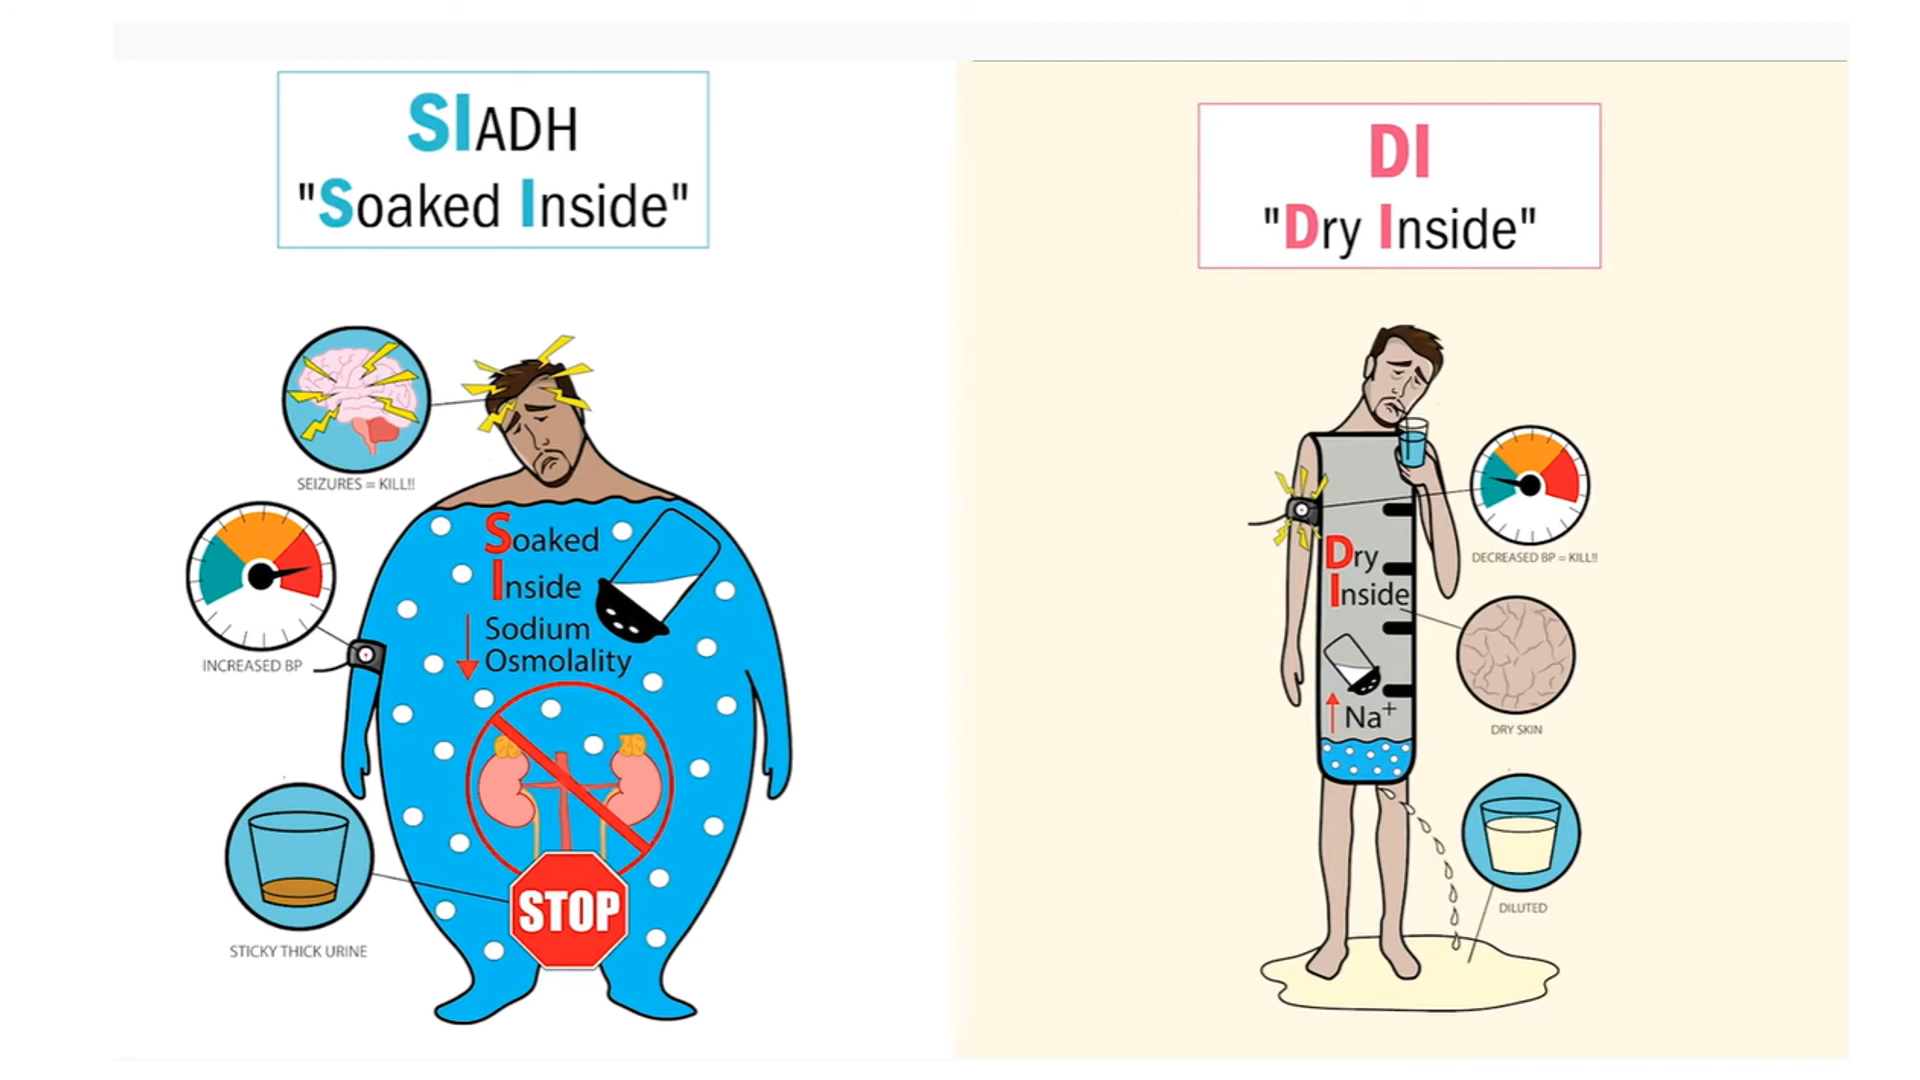 SIADH
"Soaked Inside"
SEIZURES = KILL!!
INCREASED BP
Soaked
Inside
Sodium
Osmolality
STOP
STICKY THICK URINE
DI
"Dry Inside"
DECREASED BP = KILL!!
Dry
Inside
DRY SKIN
Na+
DILUTED